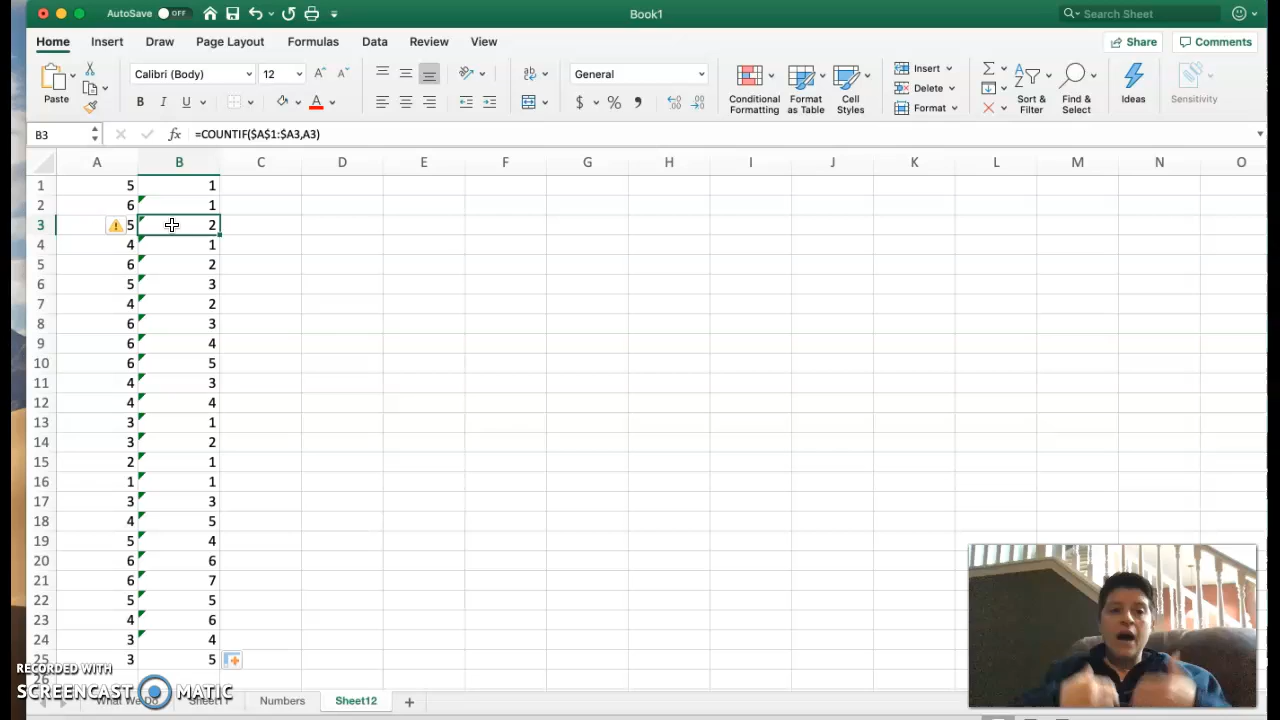 AutoSave OFF
Book1
Search Sheet
Home Insert Draw Page Layout Formulas Data Review View
Share Comments
Paste
Calibri (Body) 12
General
Conditional Formatting
Format as Table
Cell Styles
Insert
Delete
Format
Sort & Filter
Find & Select
Ideas
Sensitivity
B I U A
$ % ,
B3 fx =COUNTIF($A$1:$A3,A3)
A B C D E F G H I J K L M N O
1 5 1
2 6 1
3 5 2
4 4 1
5 6 2
6 5 3
7 4 2
8 6 3
9 6 4
10 6 5
11 4 3
12 4 4
13 3 1
14 3 2
15 2 1
16 1 1
17 3 3
18 4 5
19 5 4
20 6 6
21 6 7
22 5 5
23 4 6
24 3 4
25 3 5
26
RECORDED WITH
SCREENCAST MATIC
What We Do Sheet11 Numbers Sheet12 +